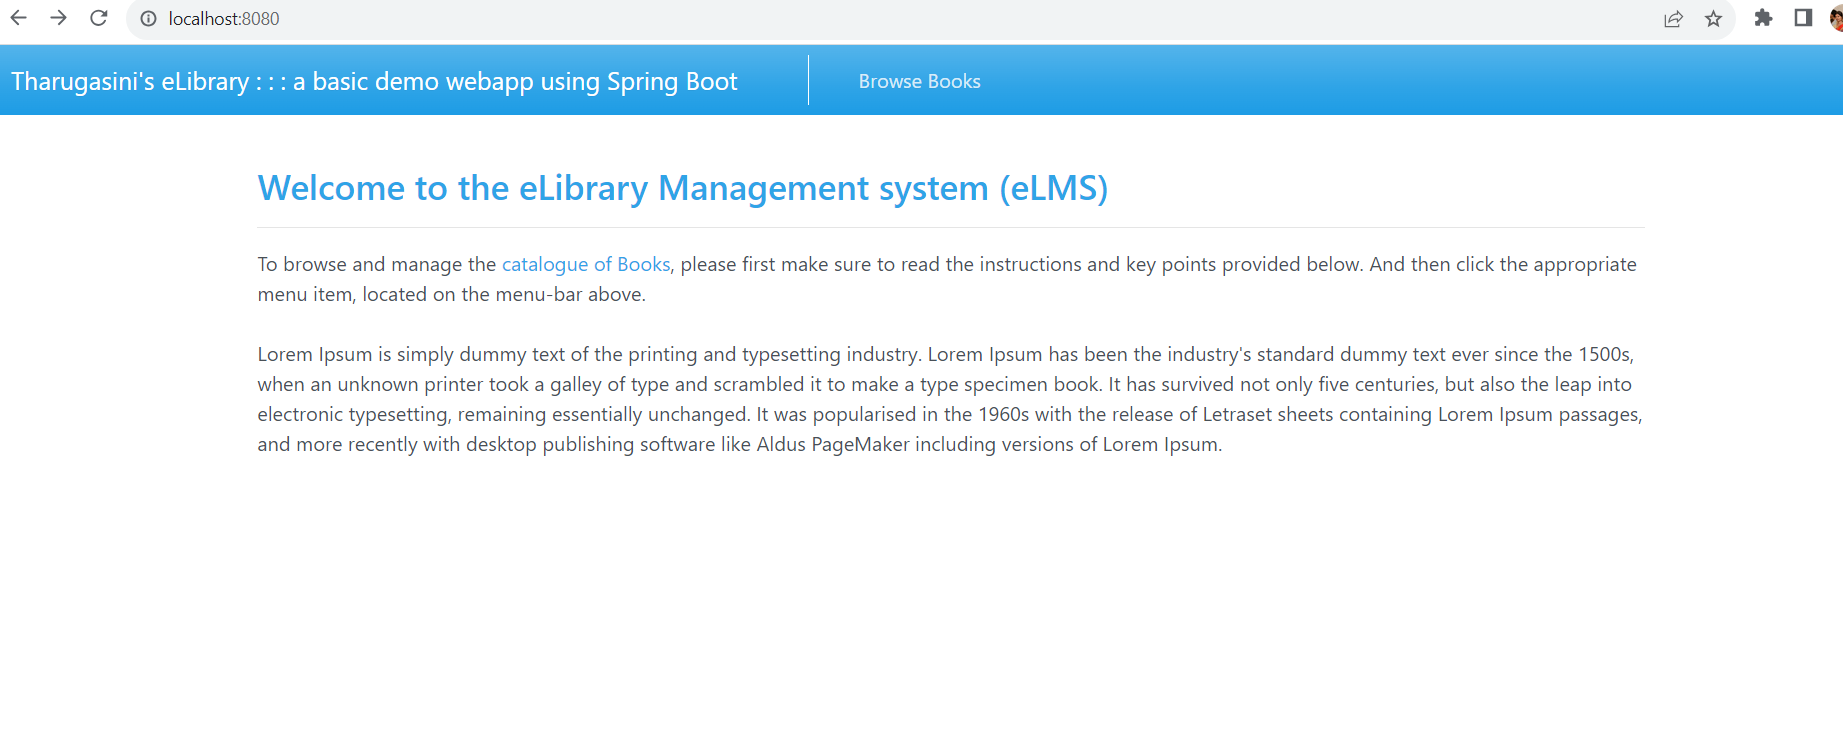 localhost:8080
Tharugasini's eLibrary : : : a basic demo webapp using Spring Boot
Browse Books
Welcome to the eLibrary Management system (eLMS)
To browse and manage the catalogue of Books, please first make sure to read the instructions and key points provided below. And then click the appropriate
menu item, located on the menu-bar above.
Lorem Ipsum is simply dummy text of the printing and typesetting industry. Lorem Ipsum has been the industry's standard dummy text ever since the 1500s,
when an unknown printer took a galley of type and scrambled it to make a type specimen book. It has survived not only five centuries, but also the leap into
electronic typesetting, remaining essentially unchanged. It was popularised in the 1960s with the release of Letraset sheets containing Lorem Ipsum passages,
and more recently with desktop publishing software like Aldus PageMaker including versions of Lorem Ipsum.